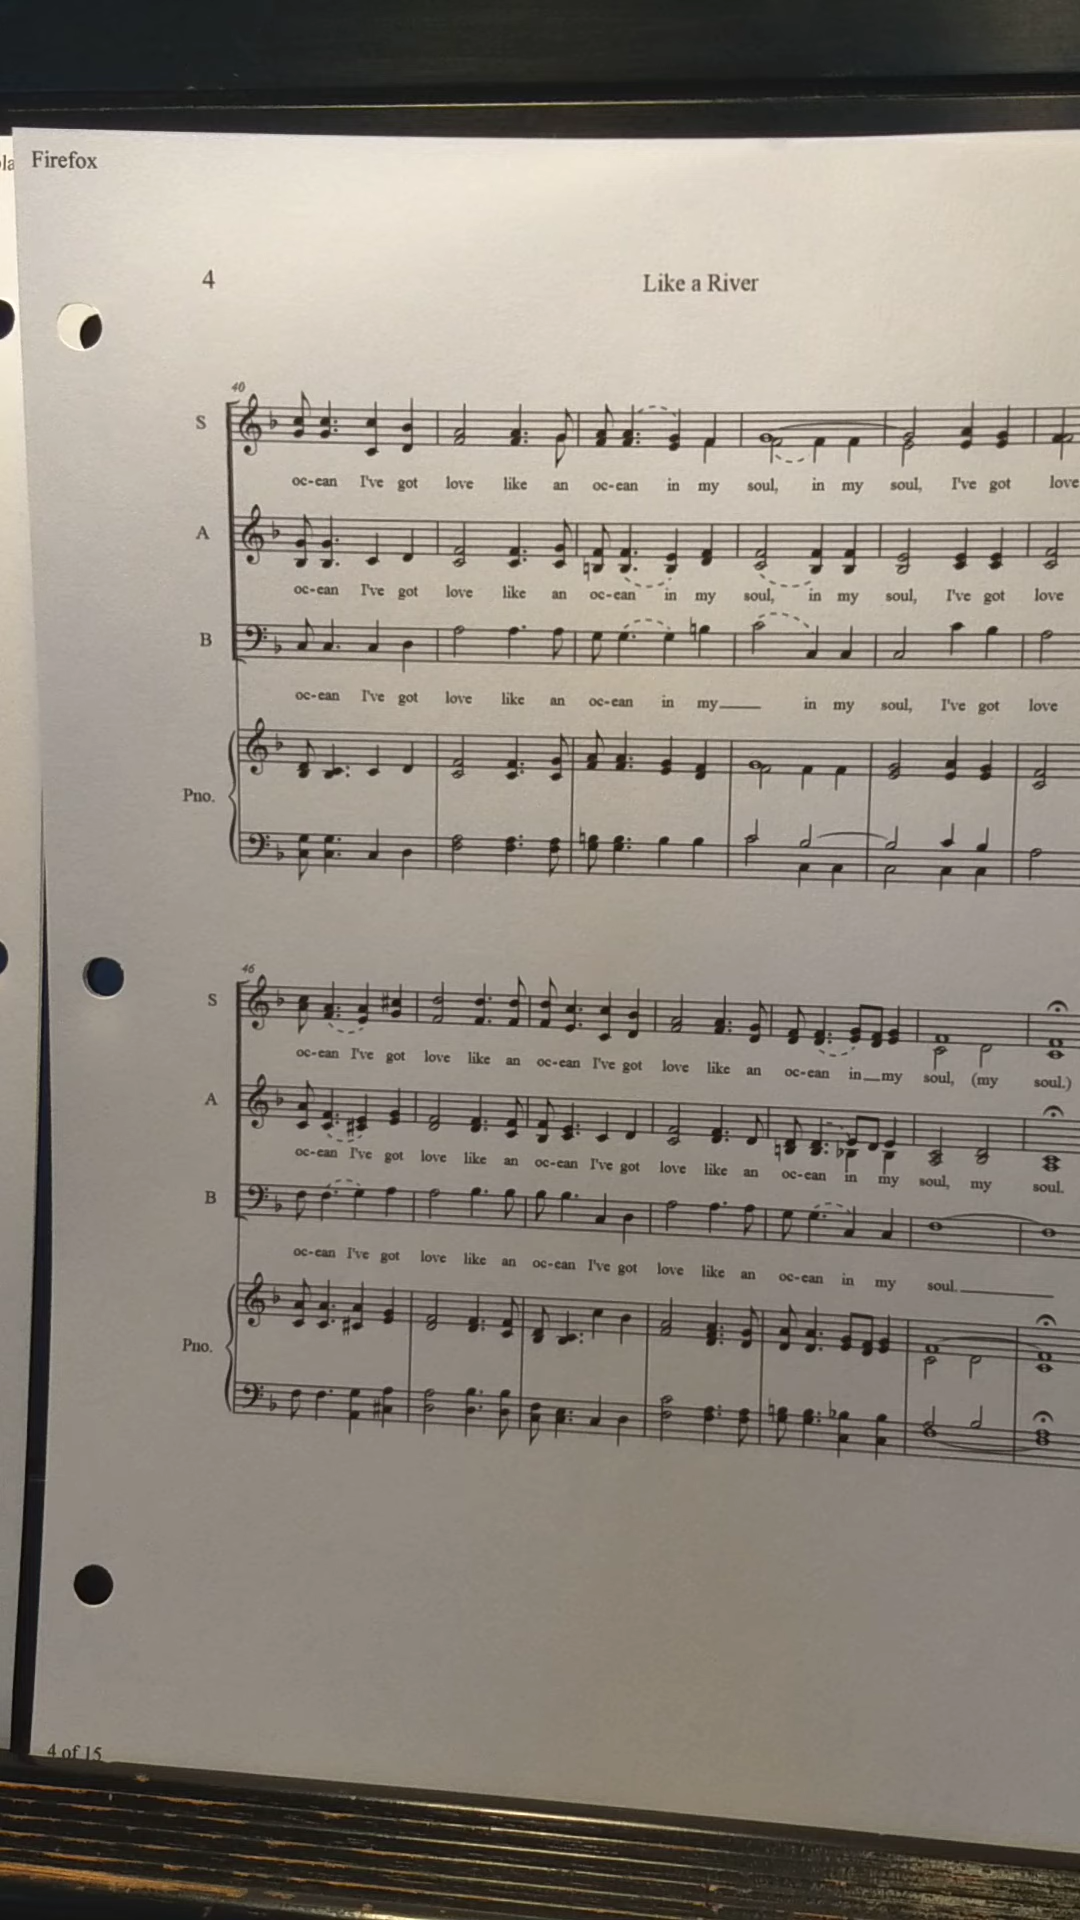 la
Firefox
4
Like a River
40
S
oc-ean I've got love like an oc-ean in my soul, in my soul, I've got love
A
oc-ean I've got love like an oc-ean in my soul, in my soul, I've got love
B
oc-ean I've got love like an oc-ean in my____ in my soul, I've got love
Pno.
46
S
oc-ean I've got love like an oc-ean I've got love like an oc-ean in__my soul, (my soul.)
A
oc-ean I've got love like an oc-ean I've got love like an oc-ean in my soul, my soul.
B
oc-ean I've got love like an oc-ean I've got love like an oc-ean in my soul.________
Pno.
4 of 15